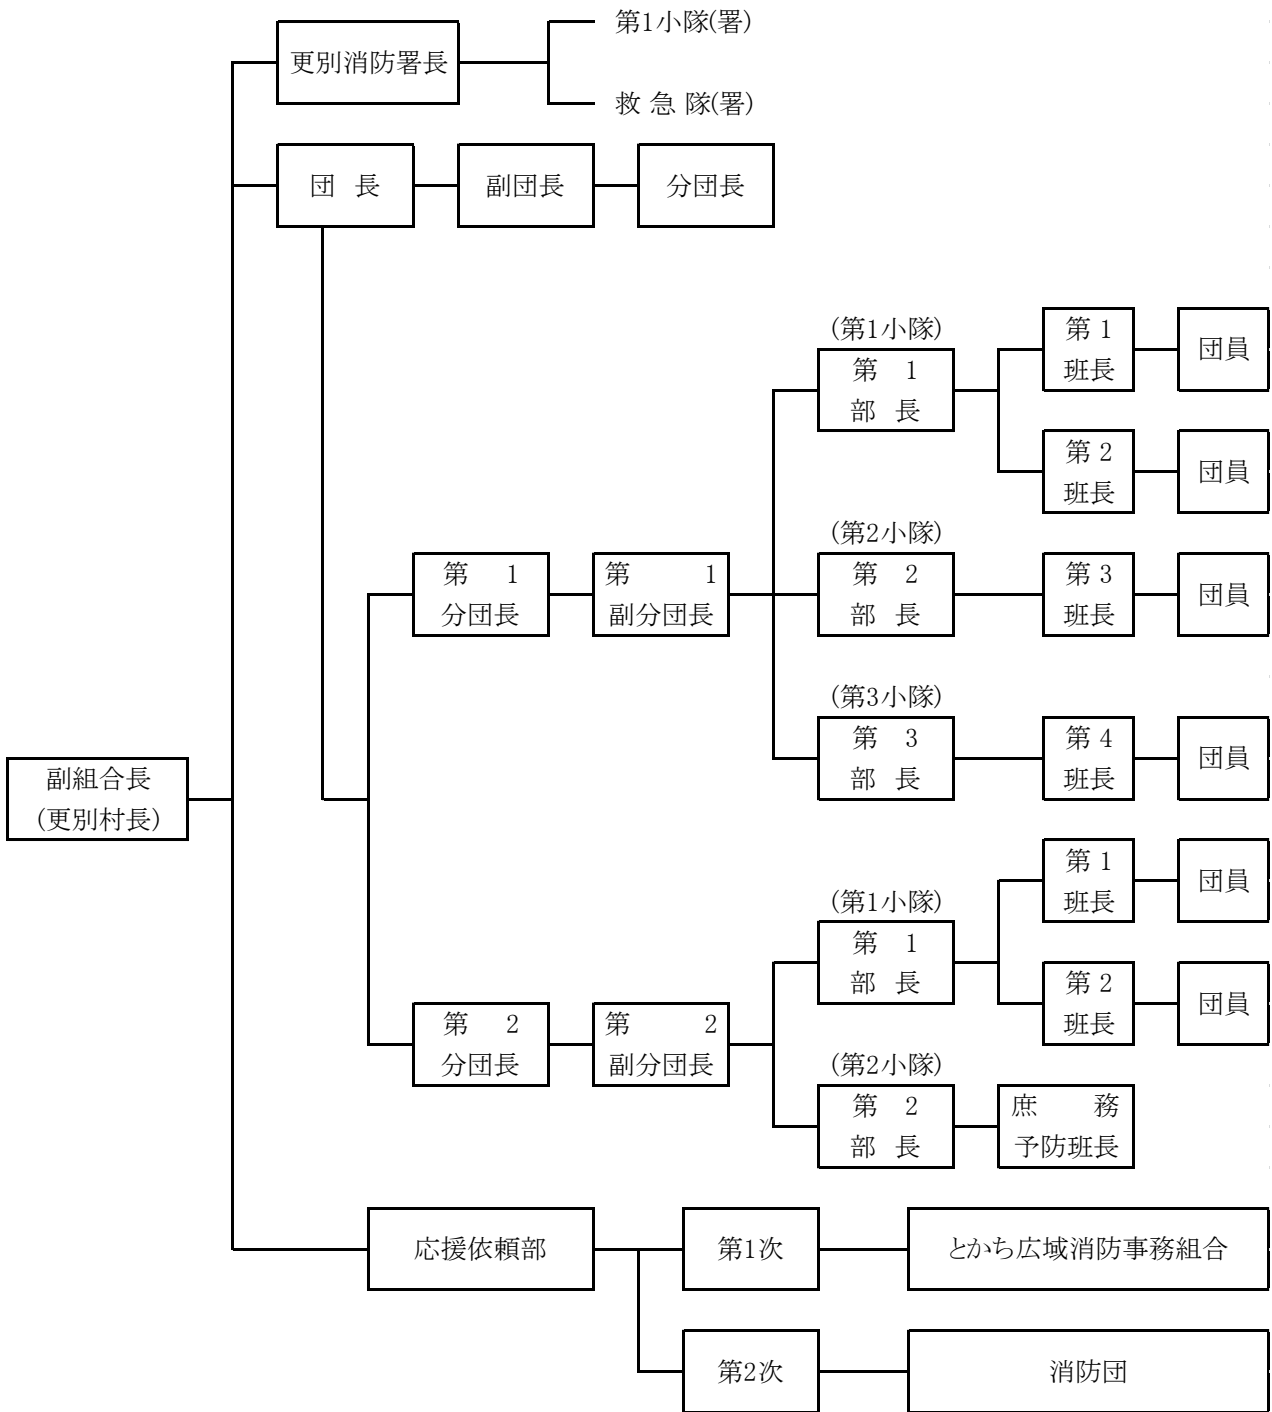 第1小隊(署)
更別消防署長
救 急 隊(署)
団 長
副団長
分団長
(第1小隊)
第 1
部 長
第 1
班長
団員
第 2
班長
団員
(第2小隊)
第 1
分団長
第 1
副分団長
第 2
部 長
第 3
班長
団員
(第3小隊)
第 3
部 長
第 4
班長
団員
副組合長
(更別村長)
(第1小隊)
第 1
部 長
第 1
班長
団員
第 2
班長
団員
第 2
分団長
第 2
副分団長
(第2小隊)
第 2
部 長
庶 務
予防班長
応援依頼部
第1次
とかち広域消防事務組合
第2次
消防団